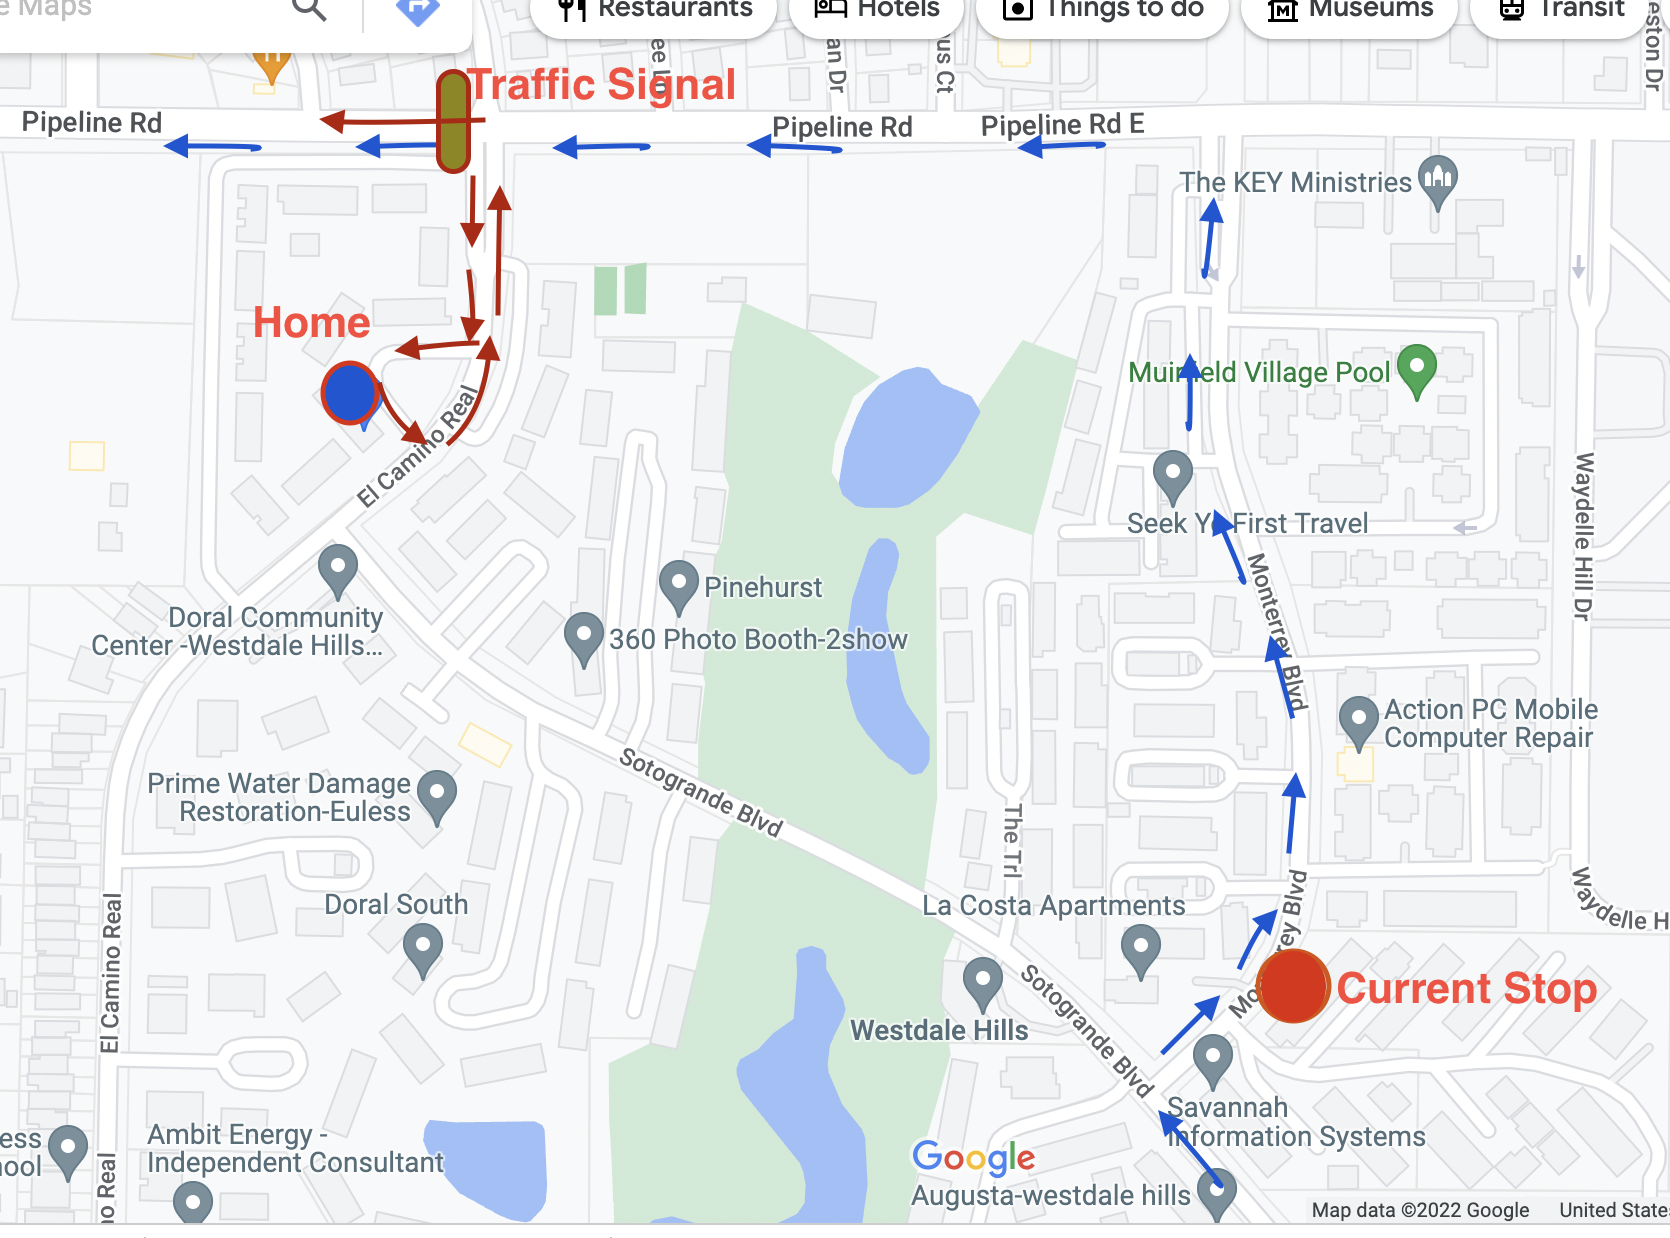 e Maps
Restaurants
Hotels
Things to do
Museums
Transit
ee Ln
an Dr
us Ct
eston Dr
Traffic Signal
Pipeline Rd
Pipeline Rd
Pipeline Rd E
The KEY Ministries
Home
Muirfield Village Pool
El Camino Real
Seek Ye First Travel
Waydelle Hill Dr
Monterrey Blvd
Pinehurst
Doral Community
Center -Westdale Hills...
360 Photo Booth-2show
Action PC Mobile
Computer Repair
Prime Water Damage
Restoration-Euless
Sotogrande Blvd
The Trl
Doral South
La Costa Apartments
Waydelle H
El Camino Real
rey Blvd
Mo
Current Stop
Westdale Hills
Sotogrande Blvd
Savannah
Information Systems
ess
ool
Ambit Energy -
Independent Consultant
no Real
Google
Augusta-westdale hills
Map data ©2022 Google
United State